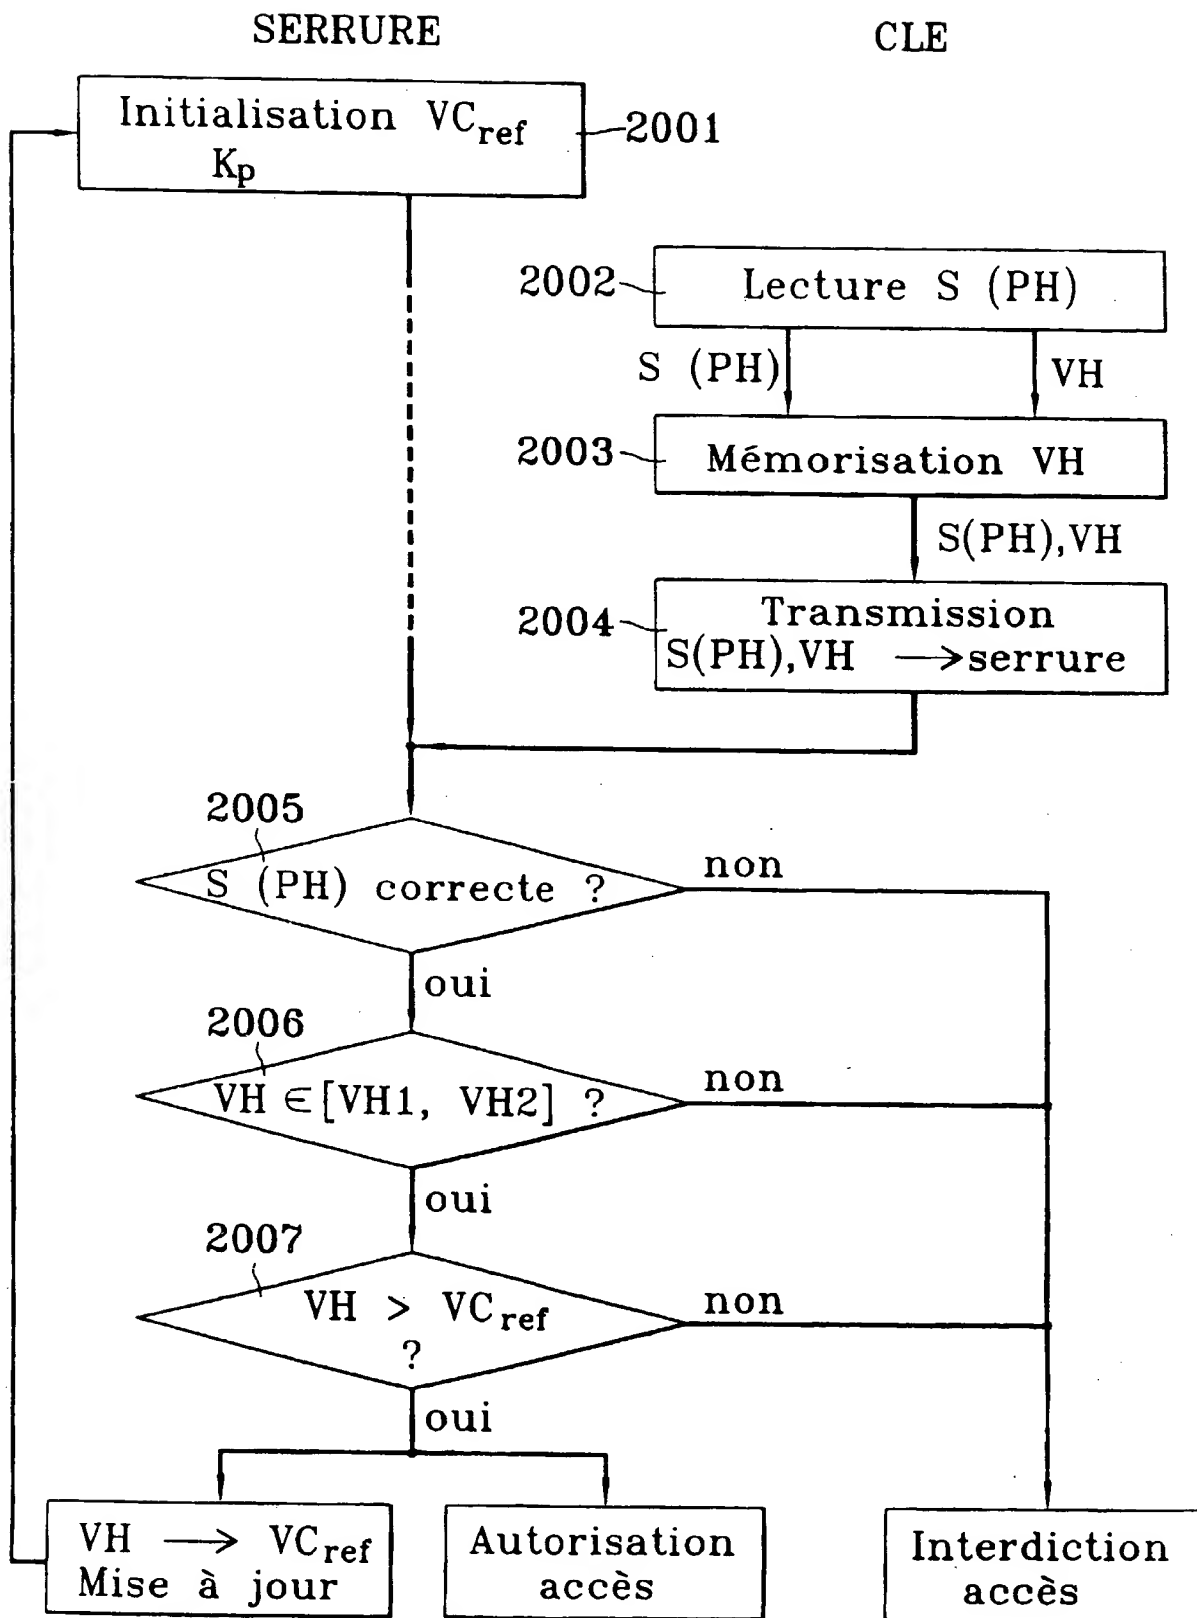 SERRURE
CLE
Initialisation VCref
Kp
2001
2002
Lecture S (PH)
S (PH)
VH
2003
Mémorisation VH
S(PH),VH
2004
Transmission
S(PH),VH → serrure
2005
S (PH) correcte ?
non
oui
2006
VH ∈ [VH1, VH2] ?
non
oui
2007
VH > VCref
?
non
oui
VH → VCref
Mise à jour
Autorisation
accès
Interdiction
accès